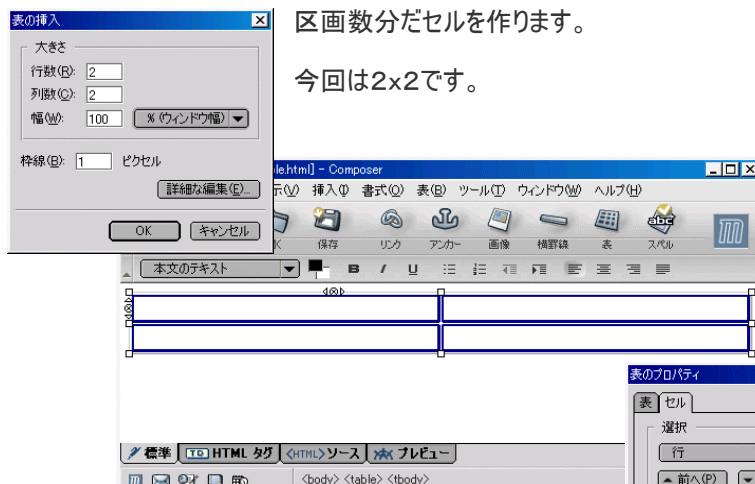 表の挿入
大きさ
行数(R): 2
列数(C): 2
幅(W): 100 % (ウィンドウ幅)
枠線(B): 1 ピクセル
詳細な編集(E)...
OK キャンセル
区画数分だセルを作ります。
今回は2x2です。
le.html] - Composer
示(V) 挿入(I) 書式(O) 表(B) ツール(T) ウィンドウ(W) ヘルプ(H)
保存 リンク アンカー 画像 横罫線 表 スペル
本文のテキスト B I U
標準 TD HTML タグ <HTML>ソース プレビュー
<body> <table> <tbody>
表のプロパティ
表 セル
選択
行
前へ(P)